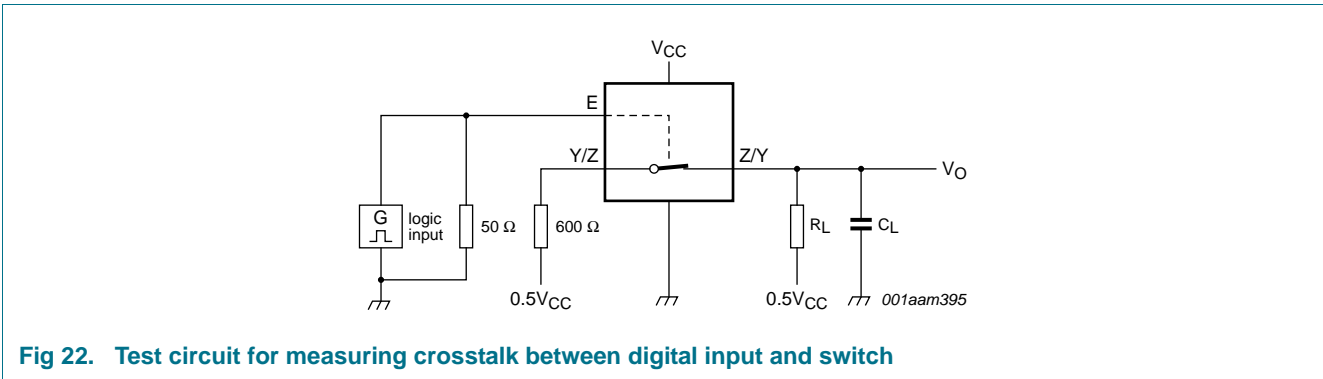 VCC
E
Y/Z
Z/Y
VO
G
logic
input
50 Ω
600 Ω
RL
CL
0.5VCC
0.5VCC
001aam395
Fig 22. Test circuit for measuring crosstalk between digital input and switch